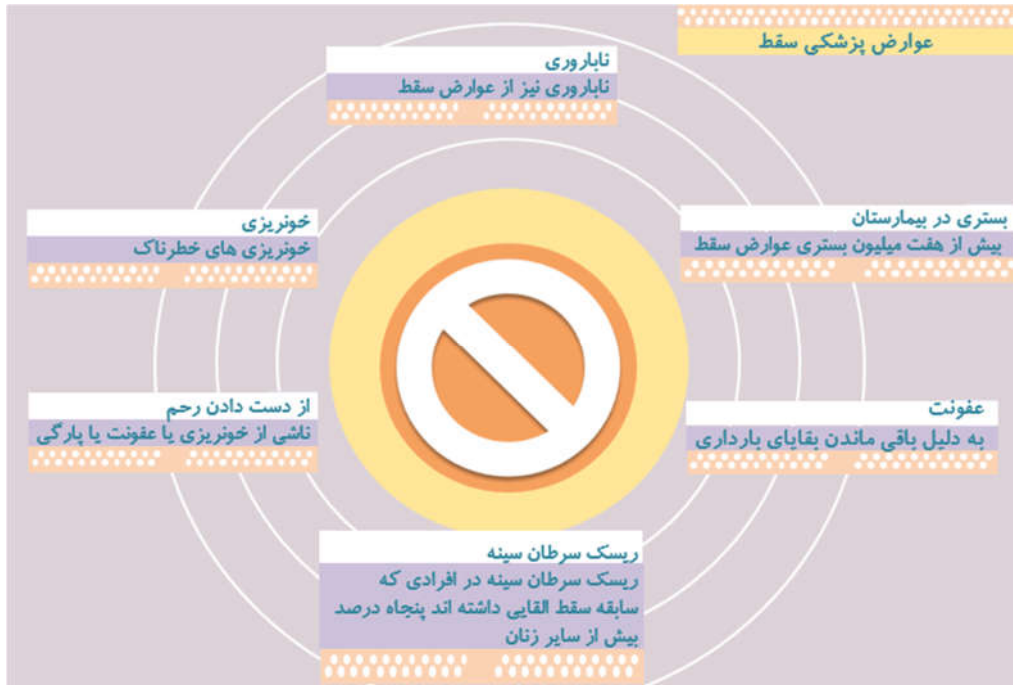 عوارض پزشکی سقط
ناباروری
ناباروری نیز از عوارض سقط
بستری در بیمارستان
بیش از هفت میلیون بستری عوارض سقط
خونریزی
خونریزی های خطرناک
عفونت
به دلیل باقی ماندن بقایای بارداری
از دست دادن رحم
ناشی از خونریزی یا عفونت یا پارگی
ریسک سرطان سینه
ریسک سرطان سینه در افرادی که
سابقه سقط القایی داشته اند پنجاه درصد
بیش از سایر زنان